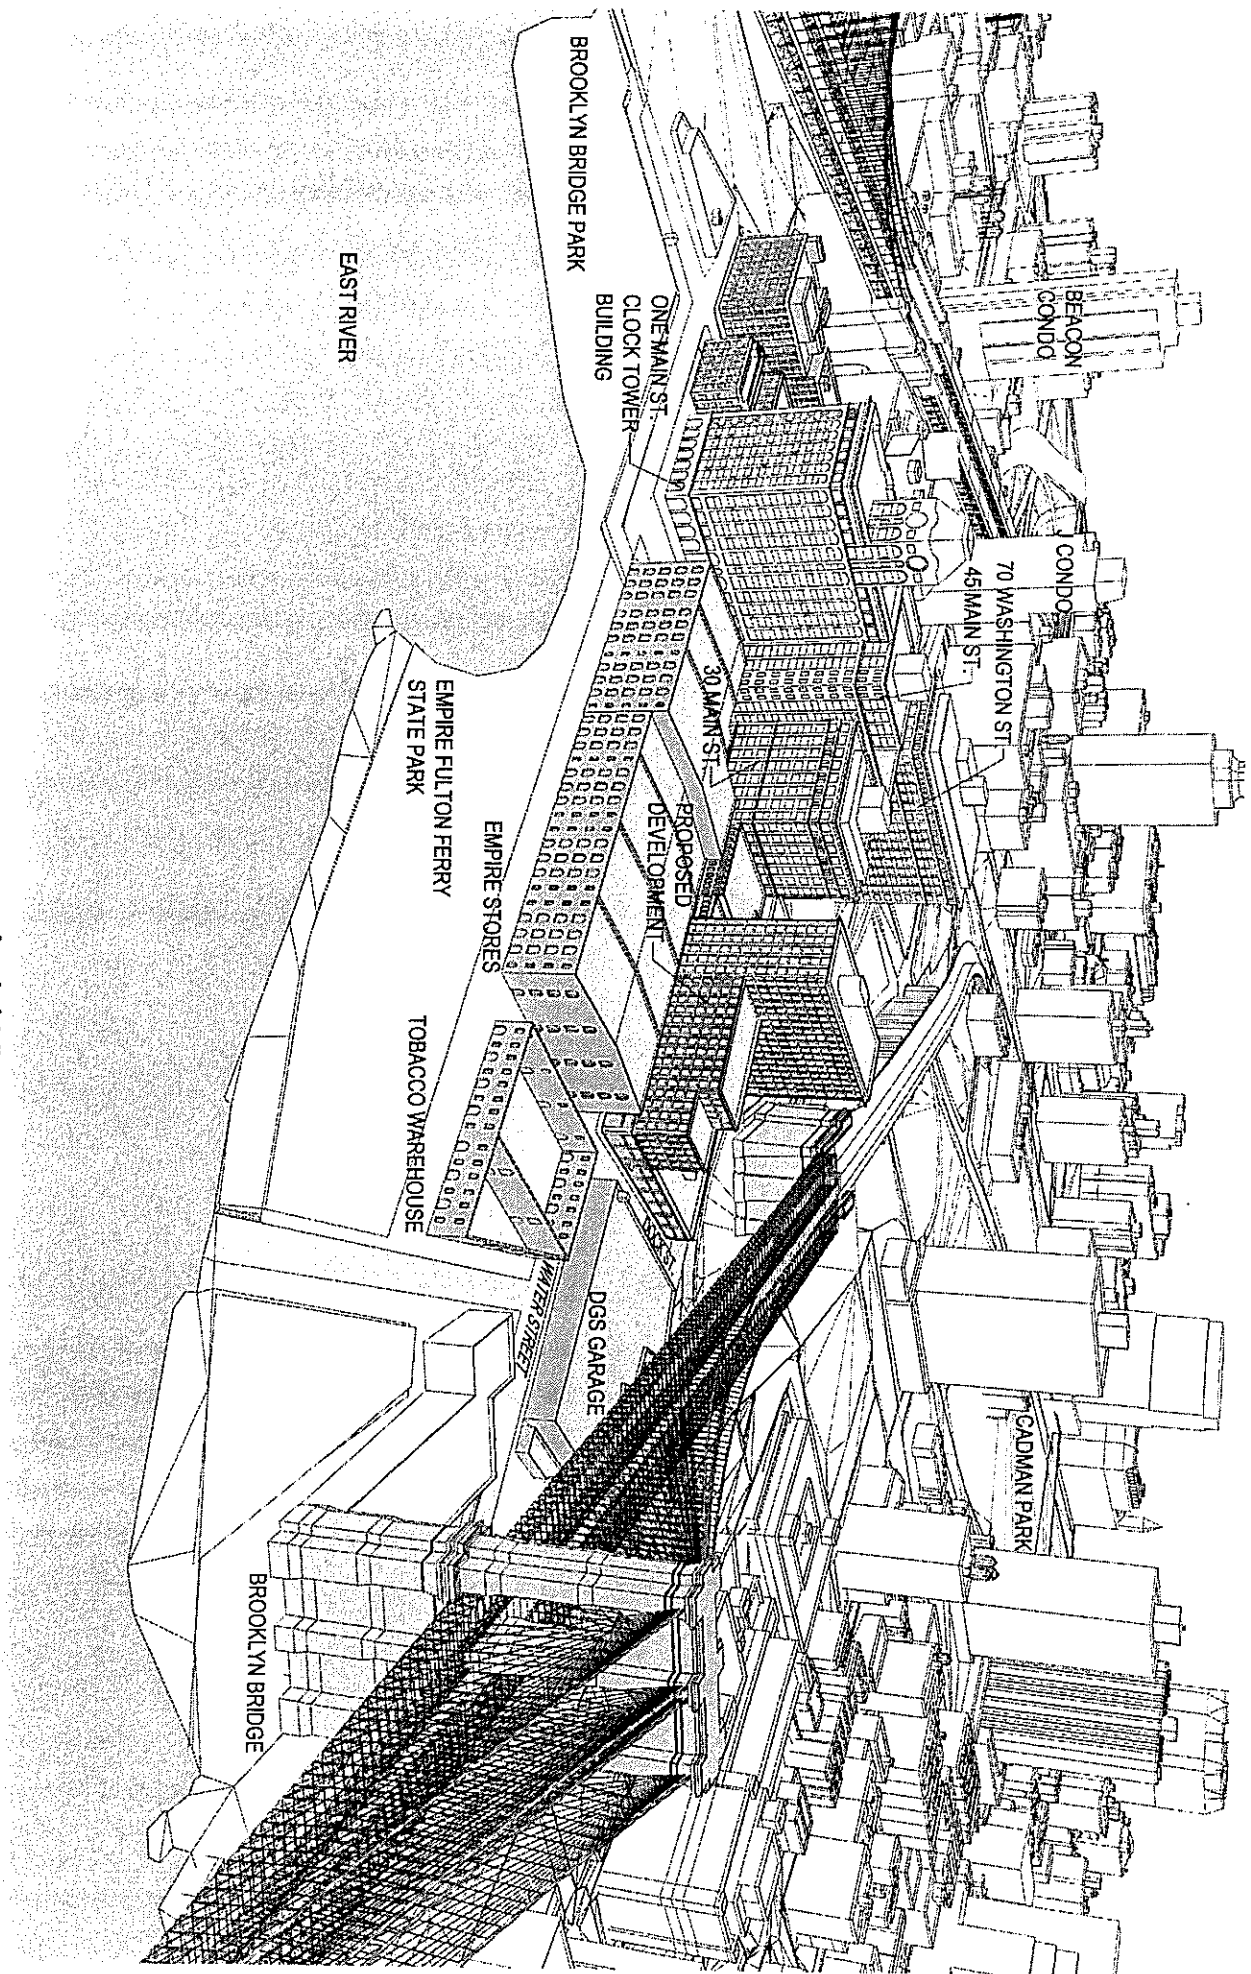 BEACON
CONDO
CONDO
70 WASHINGTON ST.
45 MAIN ST.
CADMAN PARK
BROOKLYN BRIDGE PARK
ONE MAIN ST.
CLOCK TOWER
BUILDING
30 MAIN ST.
PROPOSED
DEVELOPMENT
DGS GARAGE
WATER STREET
EAST RIVER
EMPIRE FULTON FERRY
STATE PARK
EMPIRE STORES
TOBACCO WAREHOUSE
BROOKLYN BRIDGE